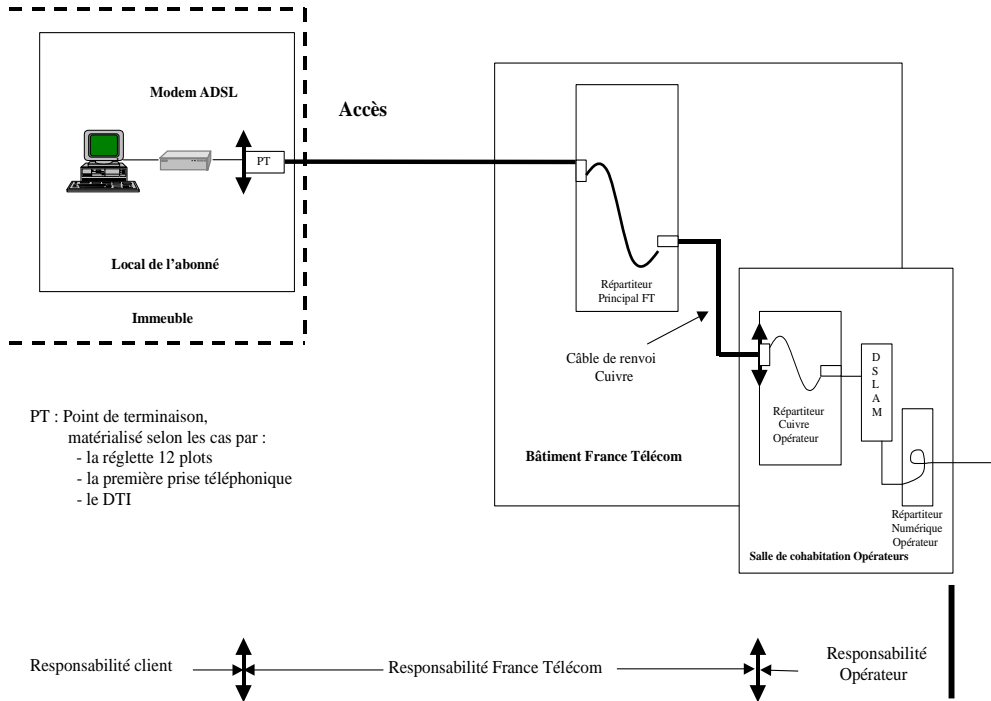 Modem ADSL
Accès
PT
Local de l'abonné
Immeuble
Répartiteur
Principal FT
Câble de renvoi
Cuivre
Répartiteur
Cuivre
Opérateur
D
S
L
A
M
Bâtiment France Télécom
Répartiteur
Numérique
Opérateur
Salle de cohabitation Opérateurs
PT : Point de terminaison,
matérialisé selon les cas par :
- la réglette 12 plots
- la première prise téléphonique
- le DTI
Responsabilité client
Responsabilité France Télécom
Responsabilité
Opérateur